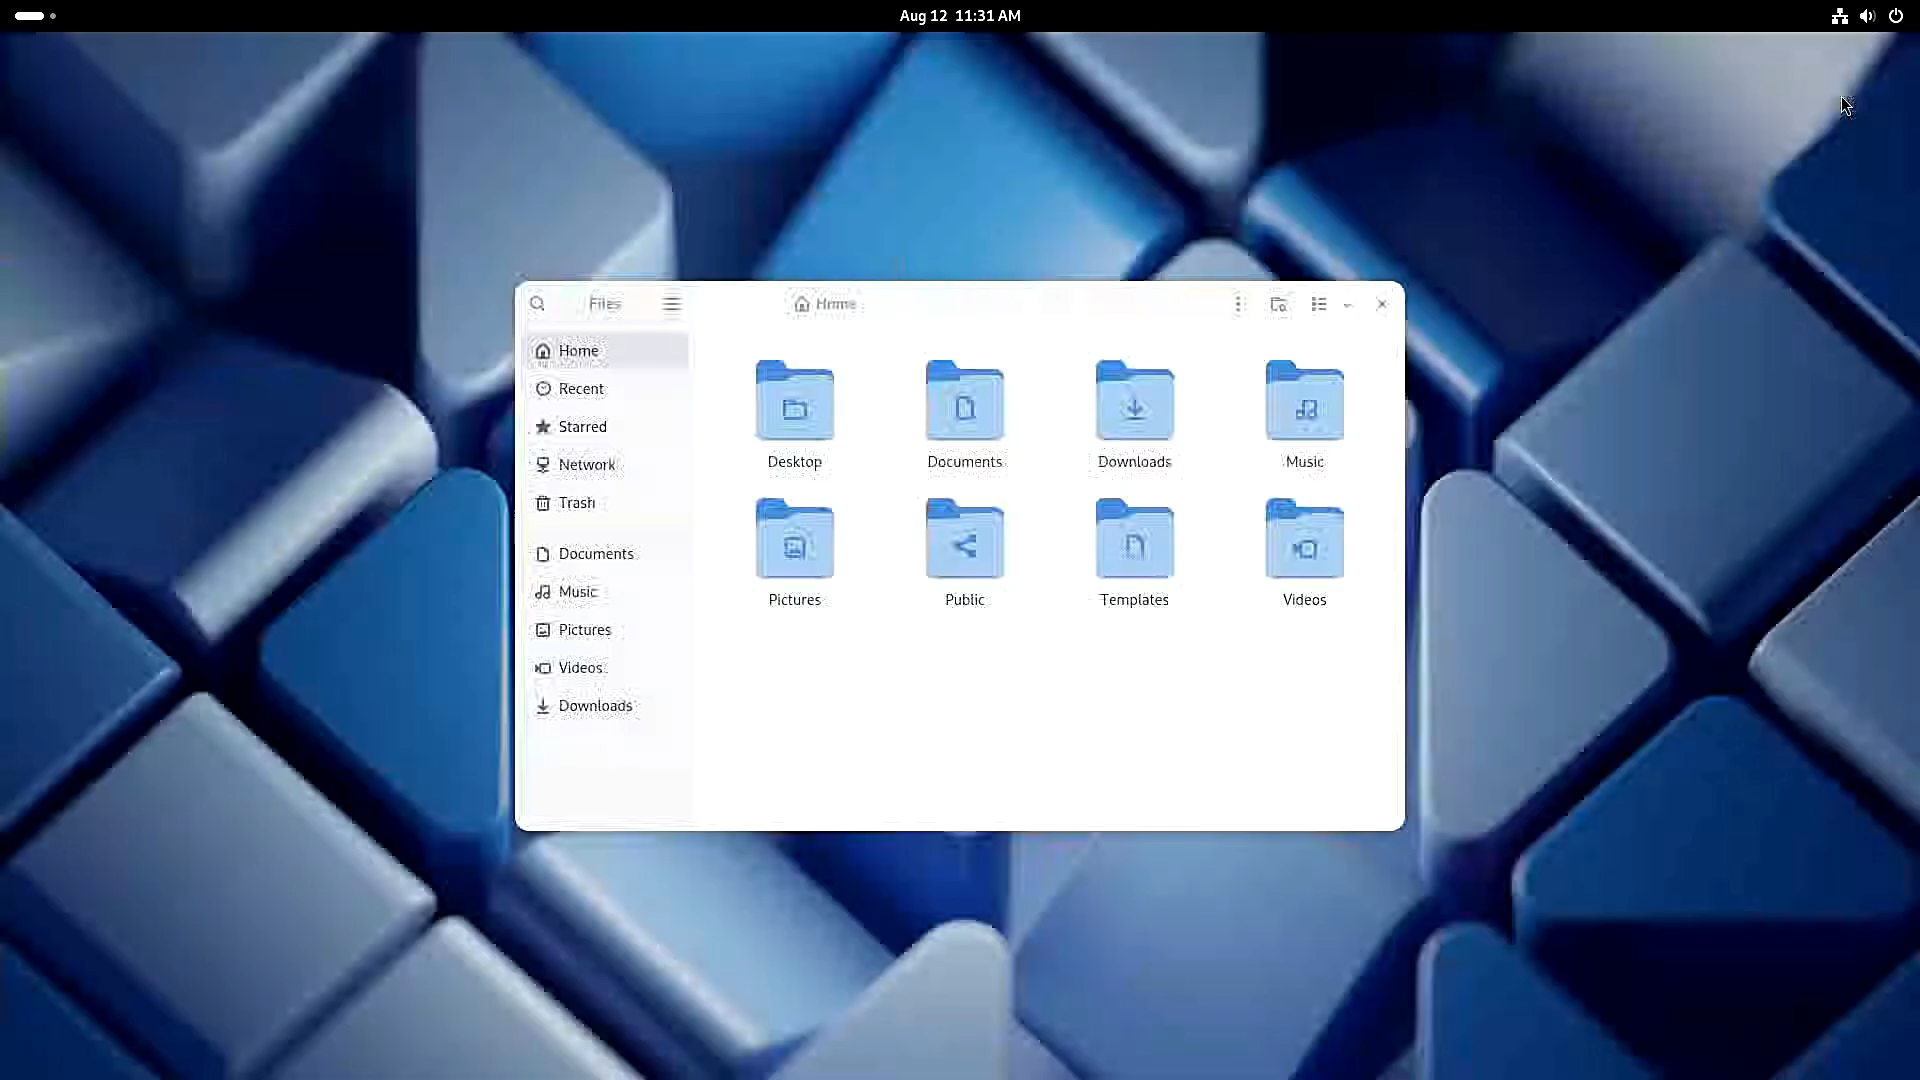 Aug 12 11:31 AM
Files
Home
Home
Recent
Starred
Network
Trash
Documents
Music
Pictures
Videos
Downloads
Desktop
Documents
Downloads
Music
Pictures
Public
Templates
Videos